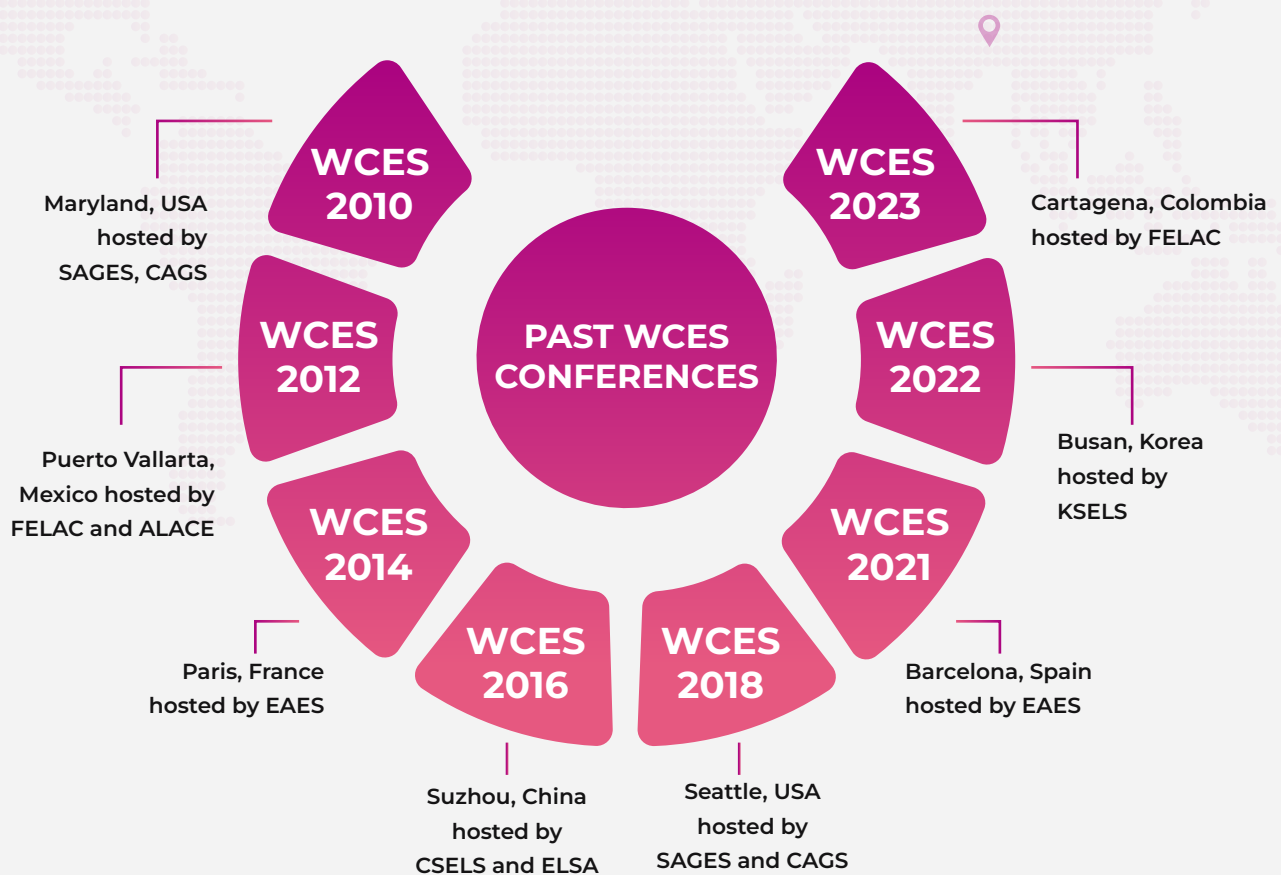 PAST WCES
CONFERENCES
WCES
2010
Maryland, USA
hosted by
SAGES, CAGS
WCES
2012
Puerto Vallarta,
Mexico hosted by
FELAC and ALACE
WCES
2014
Paris, France
hosted by EAES
WCES
2016
Suzhou, China
hosted by
CSELS and ELSA
WCES
2018
Seattle, USA
hosted by
SAGES and CAGS
WCES
2021
Barcelona, Spain
hosted by EAES
WCES
2022
Busan, Korea
hosted by
KSELS
WCES
2023
Cartagena, Colombia
hosted by FELAC